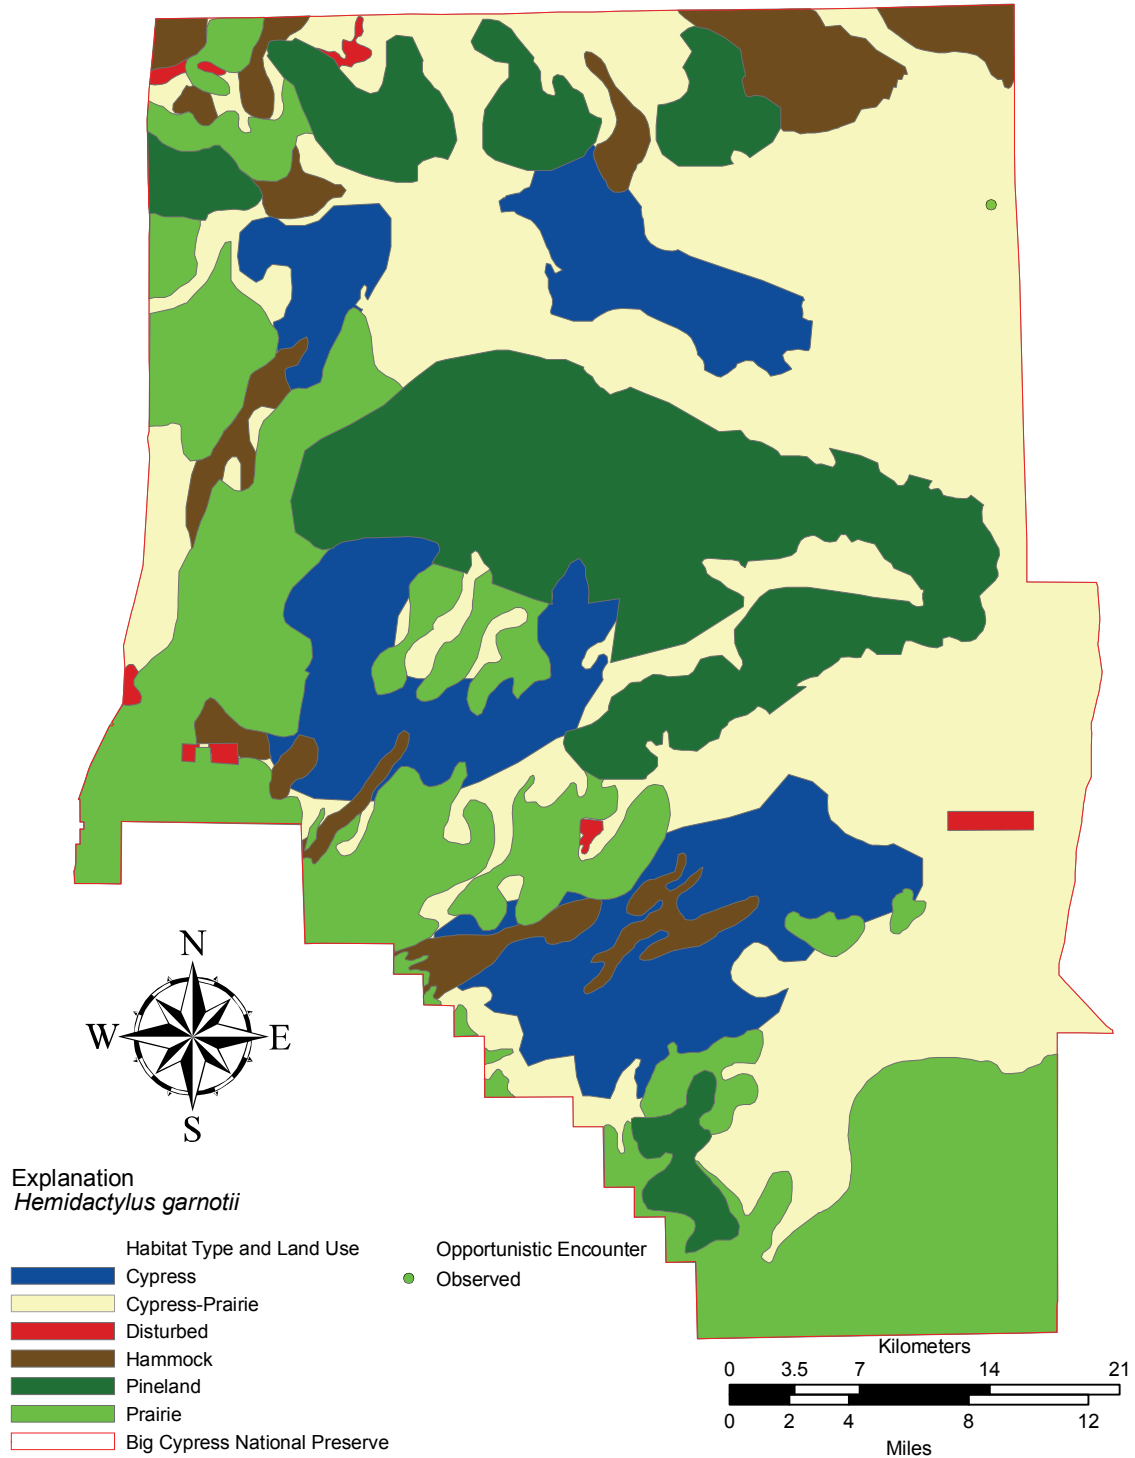 N
W E
S
Explanation
Hemidactylus garnotii
Habitat Type and Land Use
Cypress
Cypress-Prairie
Disturbed
Hammock
Pineland
Prairie
Big Cypress National Preserve
Opportunistic Encounter
Observed
Kilometers
0 3.5 7 14 21
0 2 4 8 12
Miles